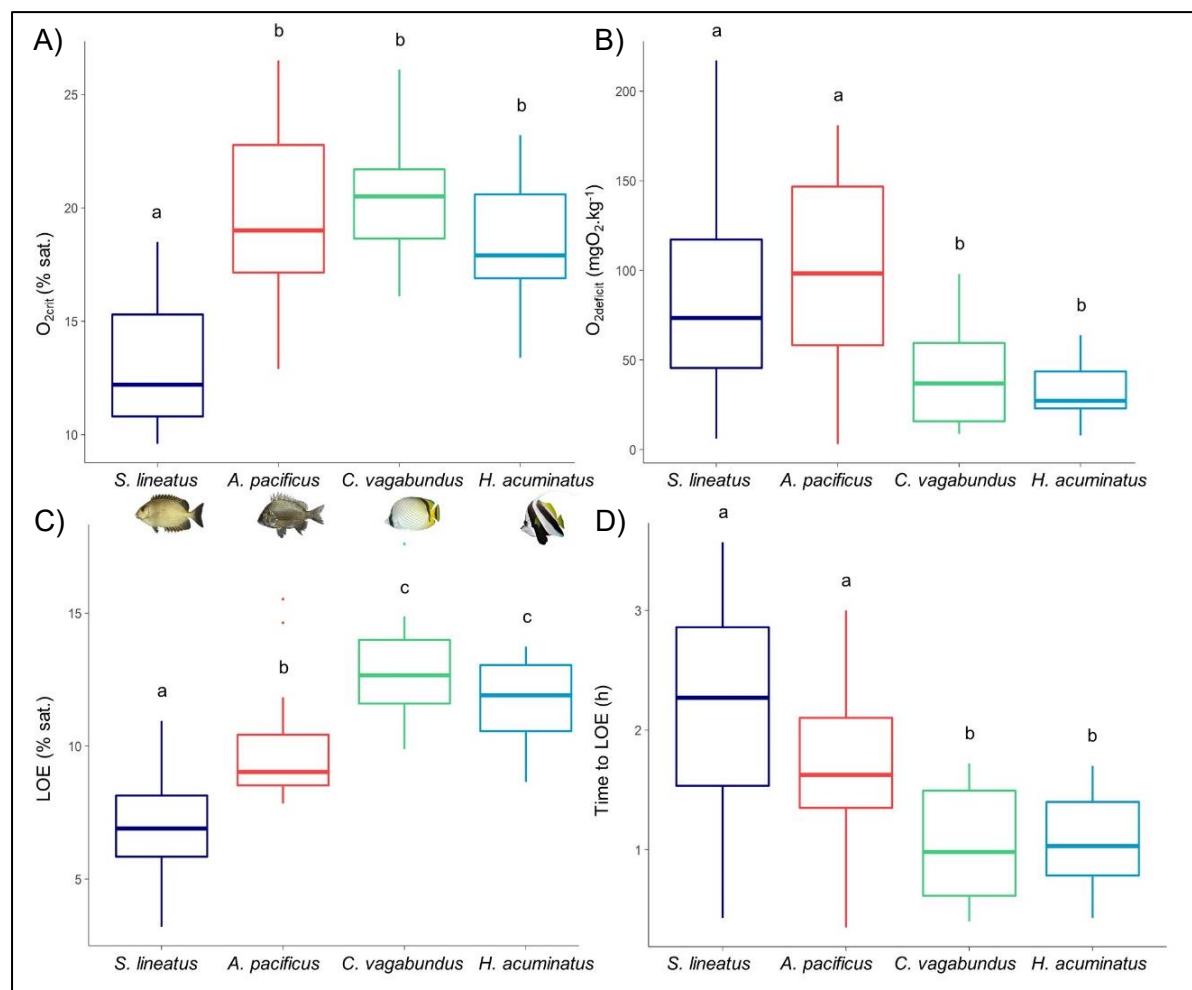 A)
b
b
b
a
25
20
15
10
O2crit (% sat.)
S. lineatus A. pacificus C. vagabundus H. acuminatus
B)
a
a
b
b
200
150
100
50
0
O2deficit (mgO2.kg-1)
S. lineatus A. pacificus C. vagabundus H. acuminatus
C)
c
c
b
a
15
10
5
LOE (% sat.)
S. lineatus A. pacificus C. vagabundus H. acuminatus
D)
a
a
b
b
3
2
1
Time to LOE (h)
S. lineatus A. pacificus C. vagabundus H. acuminatus